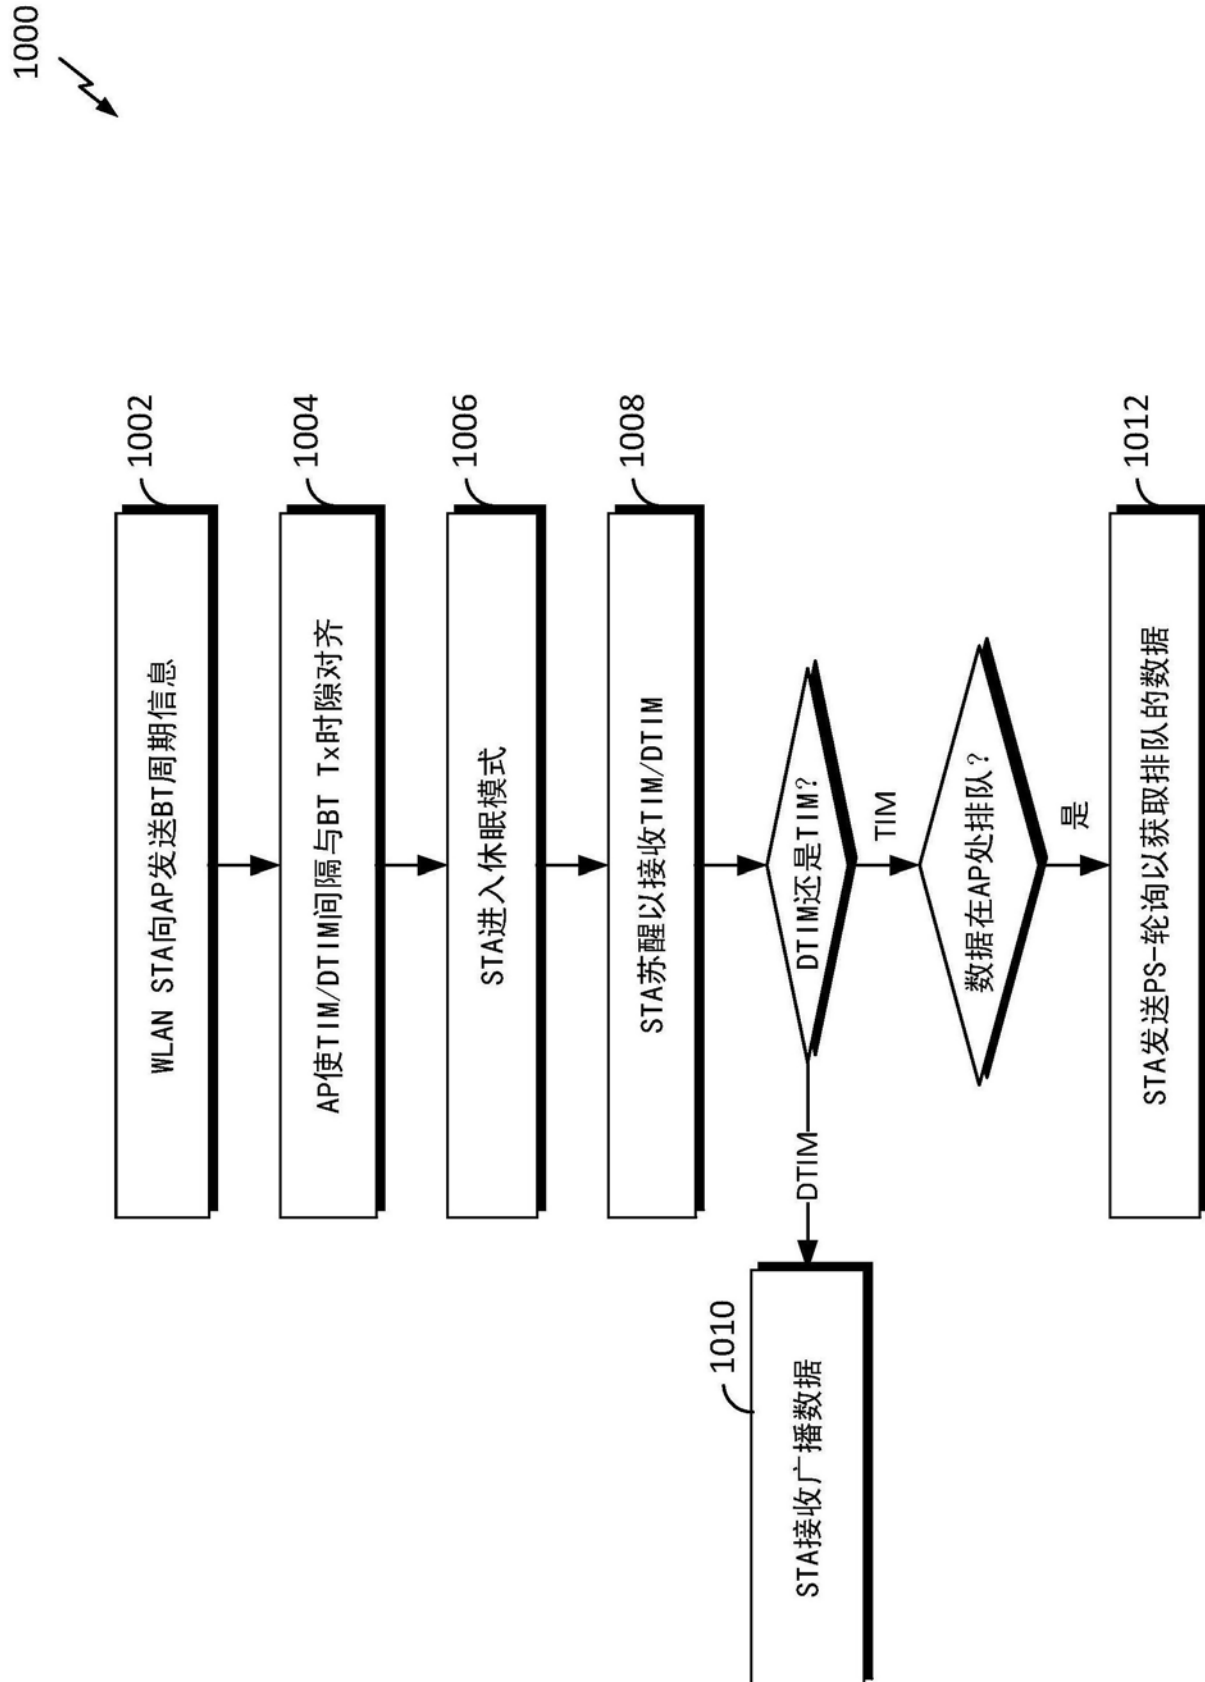 1000
WLAN STA向AP发送BT周期信息
1002
AP使TIM/DTIM间隔与BT Tx时隙对齐
1004
STA进入休眠模式
1006
STA苏醒以接收TIM/DTIM
1008
DTIM还是TIM?
DTIM
TIM
1010
STA接收广播数据
数据在AP处排队?
是
STA发送PS-轮询以获取排队的数据
1012